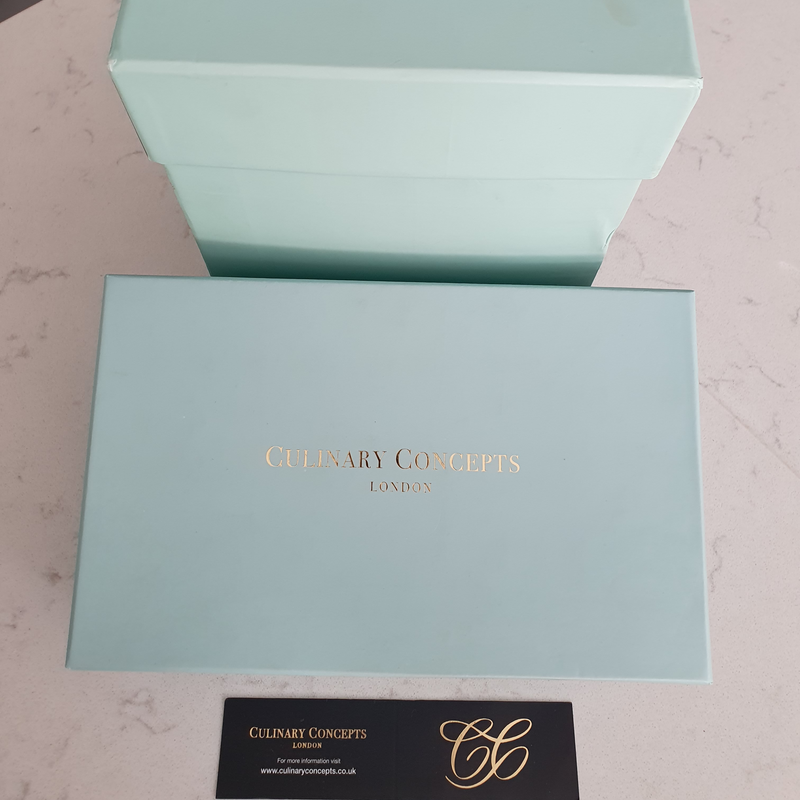 CULINARY CONCEPTS
LONDON
CULINARY CONCEPTS
LONDON
For more information visit
www.culinaryconcepts.co.uk
CC